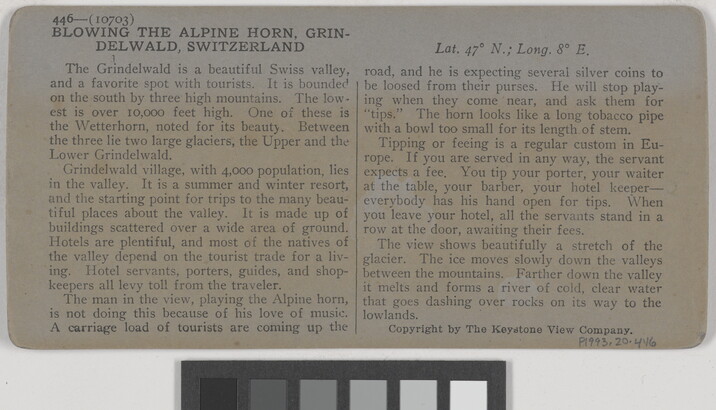 446—(10703)
BLOWING THE ALPINE HORN, GRIN-
DELWALD, SWITZERLAND
The Grindelwald is a beautiful Swiss valley,
and a favorite spot with tourists. It is bounded
on the south by three high mountains. The low-
est is over 10,000 feet high. One of these is
the Wetterhorn, noted for its beauty. Between
the three lie two large glaciers, the Upper and the
Lower Grindelwald.
Grindelwald village, with 4,000 population, lies
in the valley. It is a summer and winter resort,
and the starting point for trips to the many beau-
tiful places about the valley. It is made up of
buildings scattered over a wide area of ground.
Hotels are plentiful, and most of the natives of
the valley depend on the tourist trade for a liv-
ing. Hotel servants, porters, guides, and shop-
keepers all levy toll from the traveler.
The man in the view, playing the Alpine horn,
is not doing this because of his love of music.
A carriage load of tourists are coming up the
Lat. 47° N.; Long. 8° E.
road, and he is expecting several silver coins to
be loosed from their purses. He will stop play-
ing when they come near, and ask them for
"tips." The horn looks like a long tobacco pipe
with a bowl too small for its length of stem.
Tipping or feeing is a regular custom in Eu-
rope. If you are served in any way, the servant
expects a fee. You tip your porter, your waiter
at the table, your barber, your hotel keeper—
everybody has his hand open for tips. When
you leave your hotel, all the servants stand in a
row at the door, awaiting their fees.
The view shows beautifully a stretch of the
glacier. The ice moves slowly down the valleys
between the mountains. Farther down the valley
it melts and forms a river of cold, clear water
that goes dashing over rocks on its way to the
lowlands.
Copyright by The Keystone View Company.
P1993.20.446